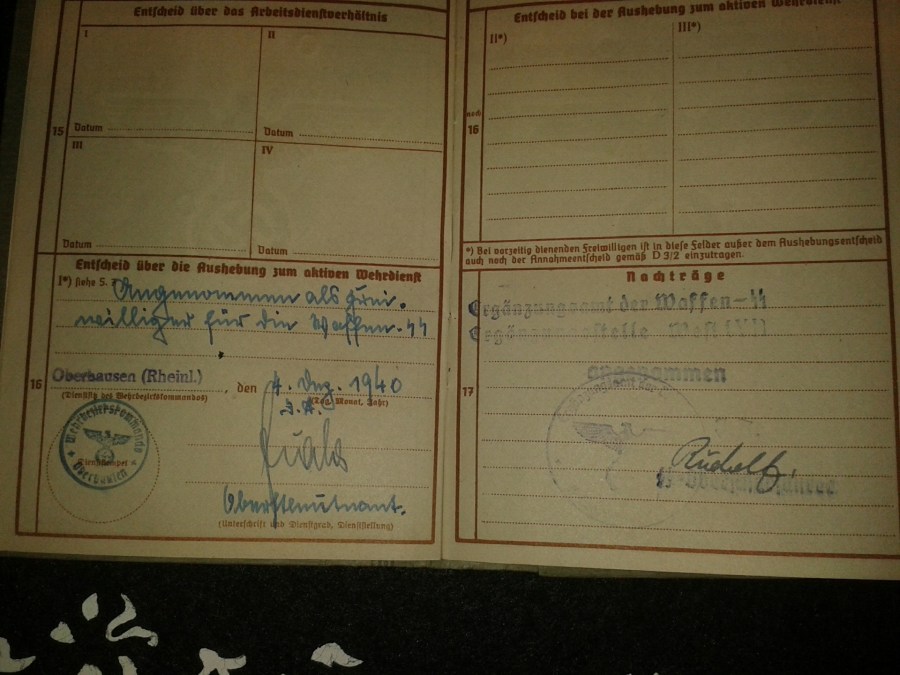 Entscheid über das Arbeitsdienstverhältnis
I
II
15
Datum
Datum
III
IV
Datum
Datum
Entscheid über die Aushebung zum aktiven Wehrdienst
I*) siehe S.
Angenommen als Frei-
williger für die Waffen-SS
16
Oberhausen (Rheinl.)
, den 4. Dez. 1940
(Dienstsitz des Wehrbezirkskommandos)
(Tag, Monat, Jahr)
Wehrbezirkskommando
Oberhausen
Dienststempel
Oberstleutnant.
(Unterschrift und Dienstgrad, Dienststellung)
Entscheid bei der Aushebung zum aktiven Wehrdienst
II*)
III*)
noch
16
*) Bei vorzeitig dienenden Freiwilligen ist in diese Felder außer dem Aushebungsentscheid
auch noch der Annahmeentscheid gemäß D 3/2 einzutragen.
Nachträge
Ergänzungsamt der Waffen-SS
Ergänzungsstelle West
angenommen
17